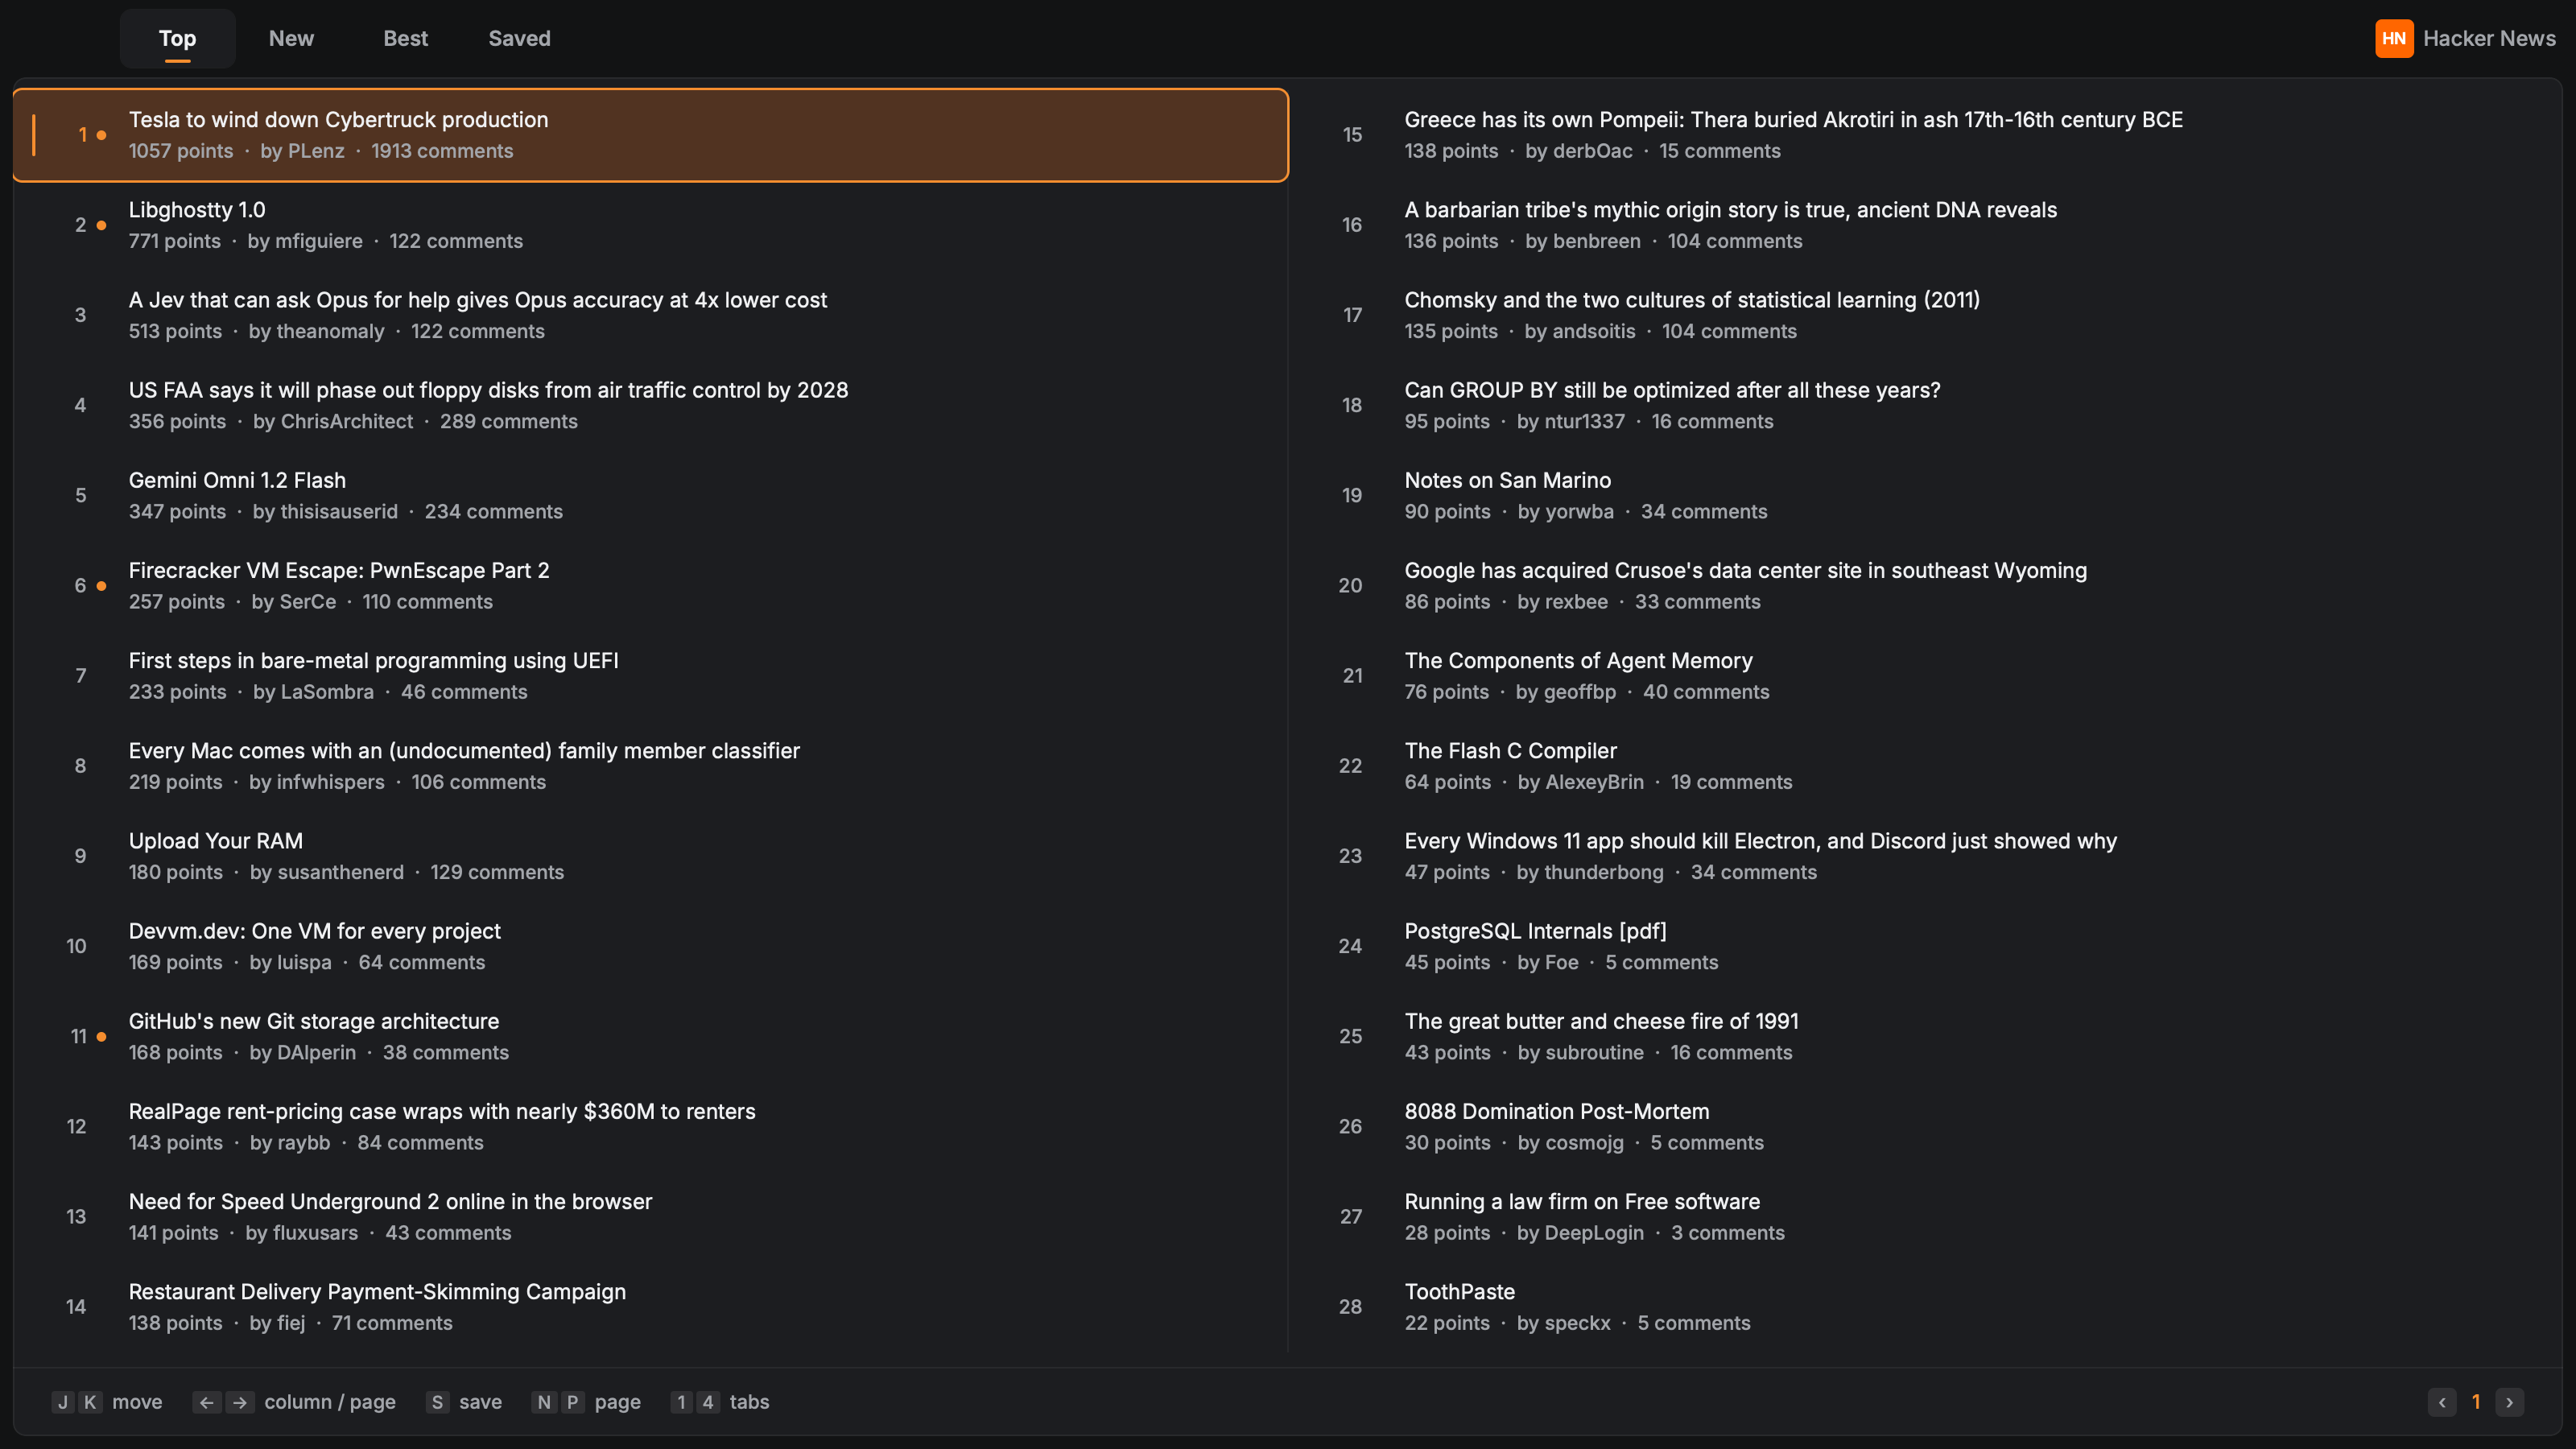 Top New Best Saved
HN Hacker News
1 Tesla to wind down Cybertruck production
1057 points · by PLenz · 1913 comments
2 Libghostty 1.0
771 points · by mfiguiere · 122 comments
3 A Jev that can ask Opus for help gives Opus accuracy at 4x lower cost
513 points · by theanomaly · 122 comments
4 US FAA says it will phase out floppy disks from air traffic control by 2028
356 points · by ChrisArchitect · 289 comments
5 Gemini Omni 1.2 Flash
347 points · by thisisauserid · 234 comments
6 Firecracker VM Escape: PwnEscape Part 2
257 points · by SerCe · 110 comments
7 First steps in bare-metal programming using UEFI
233 points · by LaSombra · 46 comments
8 Every Mac comes with an (undocumented) family member classifier
219 points · by infwhispers · 106 comments
9 Upload Your RAM
180 points · by susanthenerd · 129 comments
10 Devvm.dev: One VM for every project
169 points · by luispa · 64 comments
11 GitHub's new Git storage architecture
168 points · by DAlperin · 38 comments
12 RealPage rent-pricing case wraps with nearly $360M to renters
143 points · by raybb · 84 comments
13 Need for Speed Underground 2 online in the browser
141 points · by fluxusars · 43 comments
14 Restaurant Delivery Payment-Skimming Campaign
138 points · by fiej · 71 comments
15 Greece has its own Pompeii: Thera buried Akrotiri in ash 17th-16th century BCE
138 points · by derbOac · 15 comments
16 A barbarian tribe's mythic origin story is true, ancient DNA reveals
136 points · by benbreen · 104 comments
17 Chomsky and the two cultures of statistical learning (2011)
135 points · by andsoitis · 104 comments
18 Can GROUP BY still be optimized after all these years?
95 points · by ntur1337 · 16 comments
19 Notes on San Marino
90 points · by yorwba · 34 comments
20 Google has acquired Crusoe's data center site in southeast Wyoming
86 points · by rexbee · 33 comments
21 The Components of Agent Memory
76 points · by geoffbp · 40 comments
22 The Flash C Compiler
64 points · by AlexeyBrin · 19 comments
23 Every Windows 11 app should kill Electron, and Discord just showed why
47 points · by thunderbong · 34 comments
24 PostgreSQL Internals [pdf]
45 points · by Foe · 5 comments
25 The great butter and cheese fire of 1991
43 points · by subroutine · 16 comments
26 8088 Domination Post-Mortem
30 points · by cosmojg · 5 comments
27 Running a law firm on Free software
28 points · by DeepLogin · 3 comments
28 ToothPaste
22 points · by speckx · 5 comments
J K move ← → column / page S save N P page 1 4 tabs
‹ 1 ›